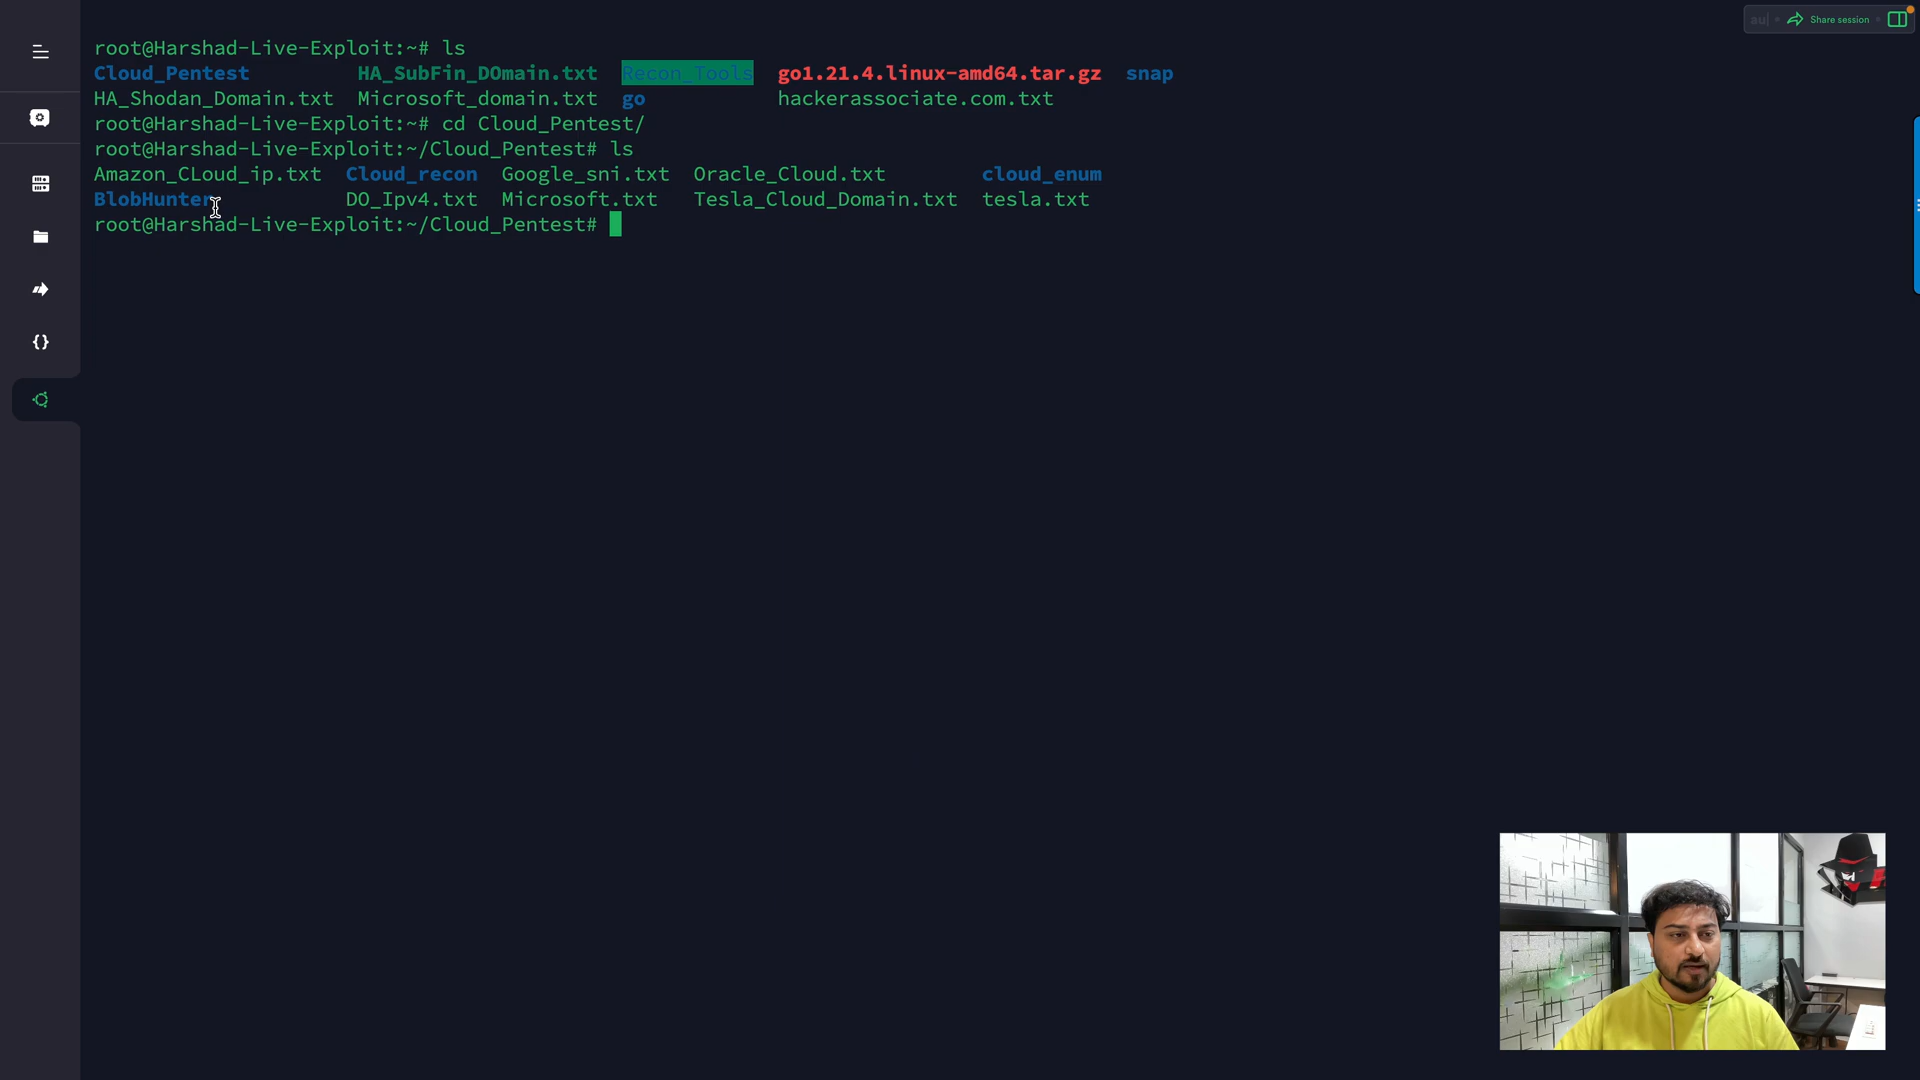 root@Harshad-Live-Exploit:~# ls
Cloud_Pentest HA_SubFin_DOmain.txt Recon_Tools go1.21.4.linux-amd64.tar.gz snap
HA_Shodan_Domain.txt Microsoft_domain.txt go hackerassociate.com.txt
root@Harshad-Live-Exploit:~# cd Cloud_Pentest/
root@Harshad-Live-Exploit:~/Cloud_Pentest# ls
Amazon_CLoud_ip.txt Cloud_recon Google_sni.txt Oracle_Cloud.txt cloud_enum
BlobHunter DO_Ipv4.txt Microsoft.txt Tesla_Cloud_Domain.txt tesla.txt
root@Harshad-Live-Exploit:~/Cloud_Pentest#
au| Share session